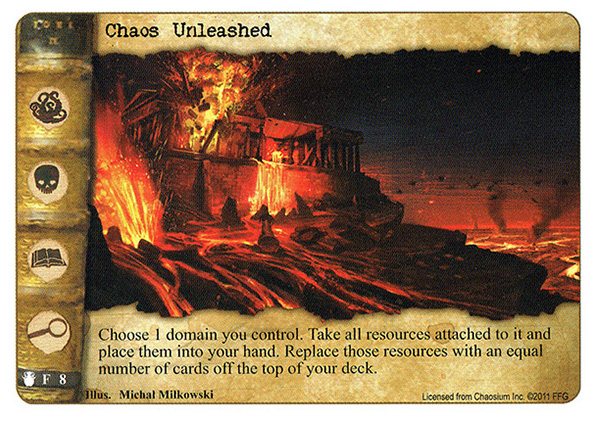 Chaos Unleashed
Choose 1 domain you control. Take all resources attached to it and
place them into your hand. Replace those resources with an equal
number of cards off the top of your deck.
F 8
Illus. Michał Miłkowski
Licensed from Chaosium Inc. ©2011 FFG